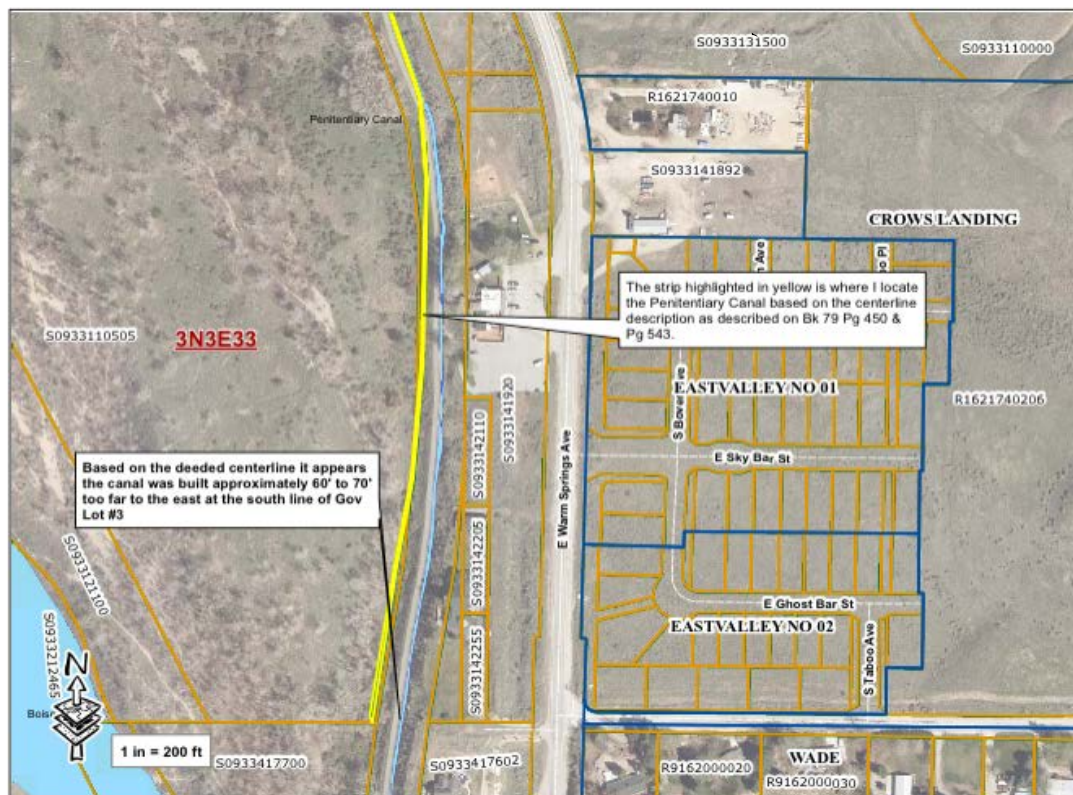 S0933131500
S0933110000
R1621740010
Penitentiary Canal
S0933141892
CROWS LANDING
Ave
Pl
The strip highlighted in yellow is where I locate
the Penitentiary Canal based on the centerline
description as described on Bk 79 Pg 450 &
Pg 543.
S0933110505
3N3E33
EASTVALLEY NO 01
R1621740206
S0933141920
S0933142110
E Warm Springs Ave
E Sky Bar St
Based on the deeded centerline it appears
the canal was built approximately 60' to 70'
too far to the east at the south line of Gov
Lot #3
S0933142205
S0933121100
E Ghost Bar St
EASTVALLEY NO 02
S0933212465
S0933142255
S Taboo Ave
N
1 in = 200 ft
S0933417700
S0933417602
WADE
R9162000020
R9162000030